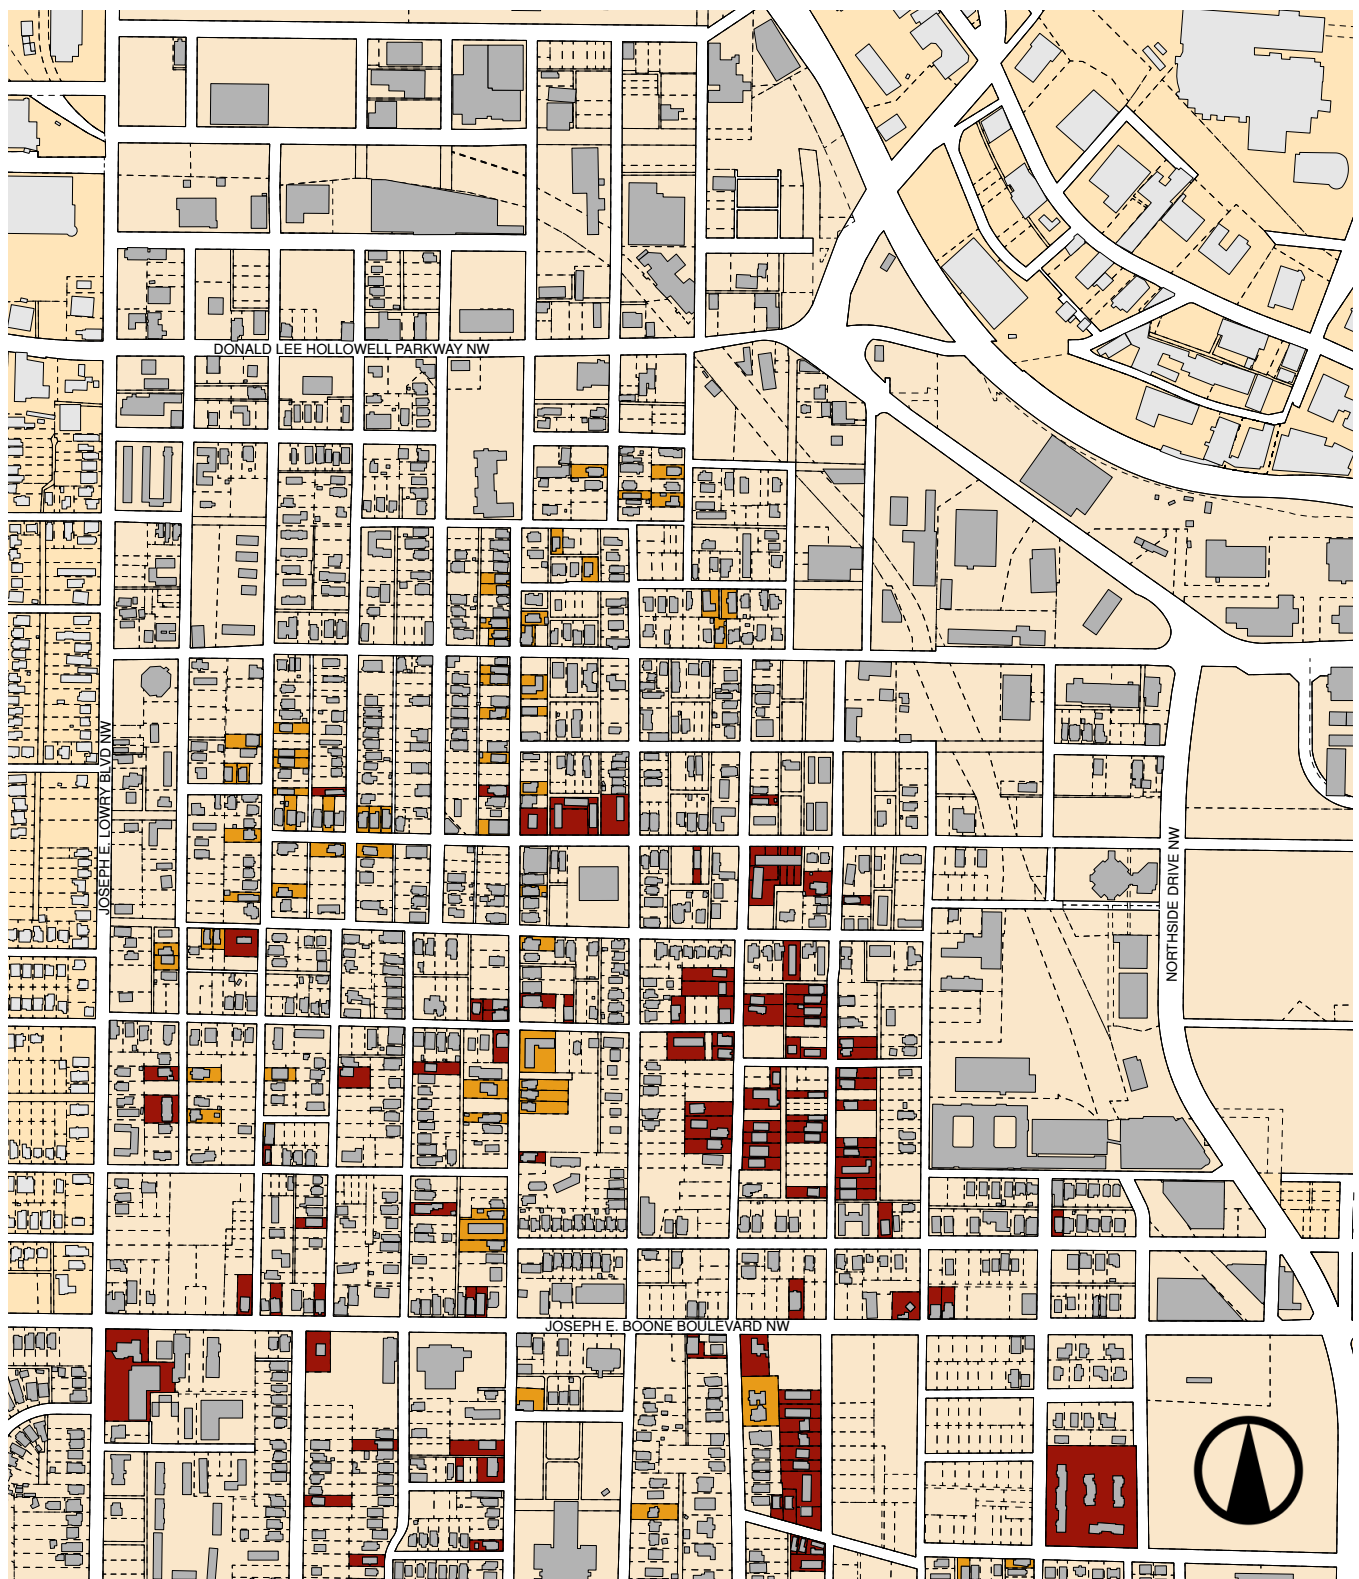 DONALD LEE HOLLOWELL PARKWAY NW
JOSEPH E. LOWRY BLVD NW
NORTHSIDE DRIVE NW
JOSEPH E. BOONE BOULEVARD NW